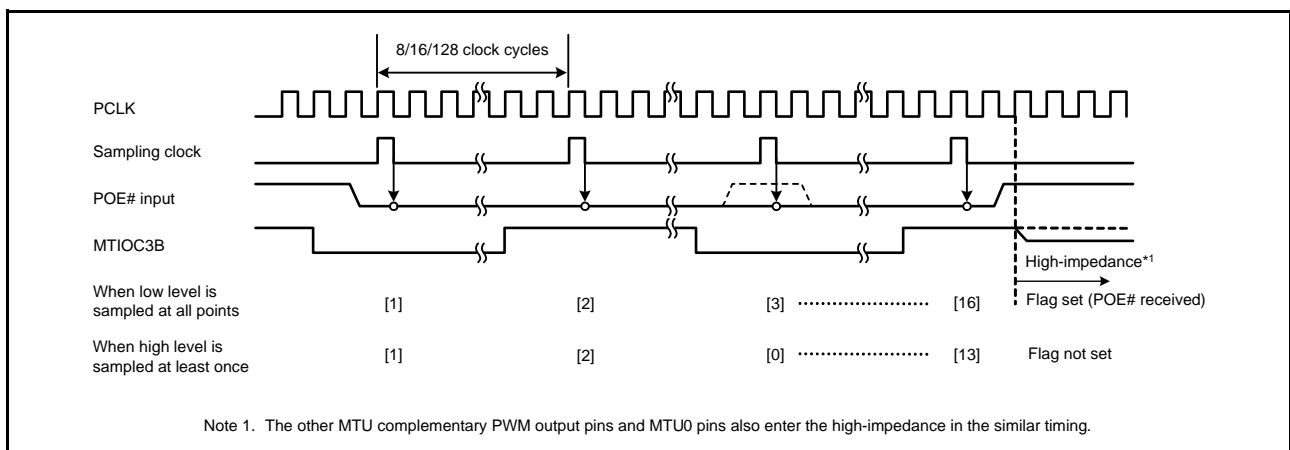 8/16/128 clock cycles
PCLK
Sampling clock
POE# input
MTIOC3B
High-impedance*1
When low level is
sampled at all points
[1] [2] [3] [16] Flag set (POE# received)
When high level is
sampled at least once
[1] [2] [0] [13] Flag not set
Note 1. The other MTU complementary PWM output pins and MTU0 pins also enter the high-impedance in the similar timing.